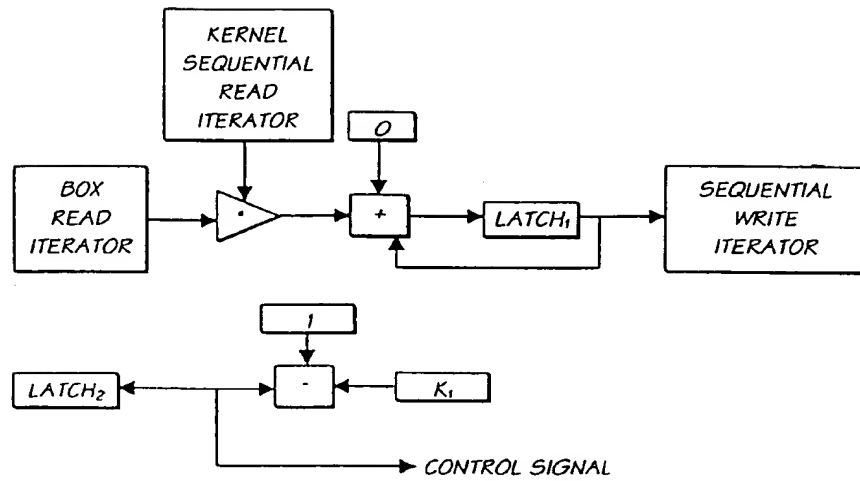 KERNEL
SEQUENTIAL
READ
ITERATOR
0
BOX
READ
ITERATOR
•
+
LATCH₁
SEQUENTIAL
WRITE
ITERATOR
1
LATCH₂
-
K₁
CONTROL SIGNAL